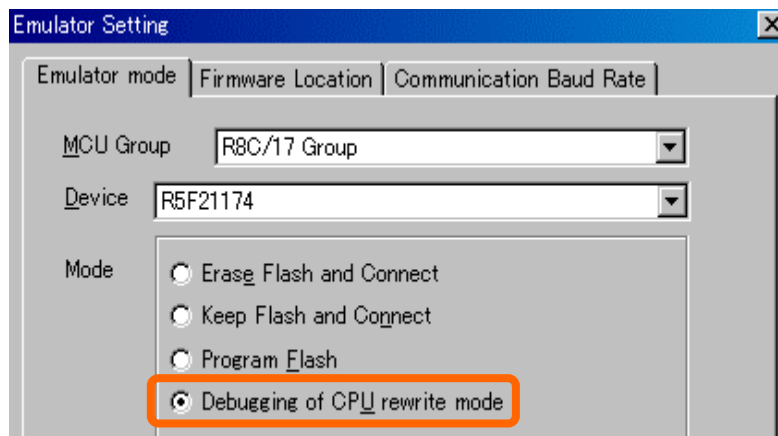 Emulator Setting
Emulator mode Firmware Location Communication Baud Rate
MCU Group R8C/17 Group
Device R5F21174
Mode Erase Flash and Connect
Keep Flash and Connect
Program Flash
Debugging of CPU rewrite mode